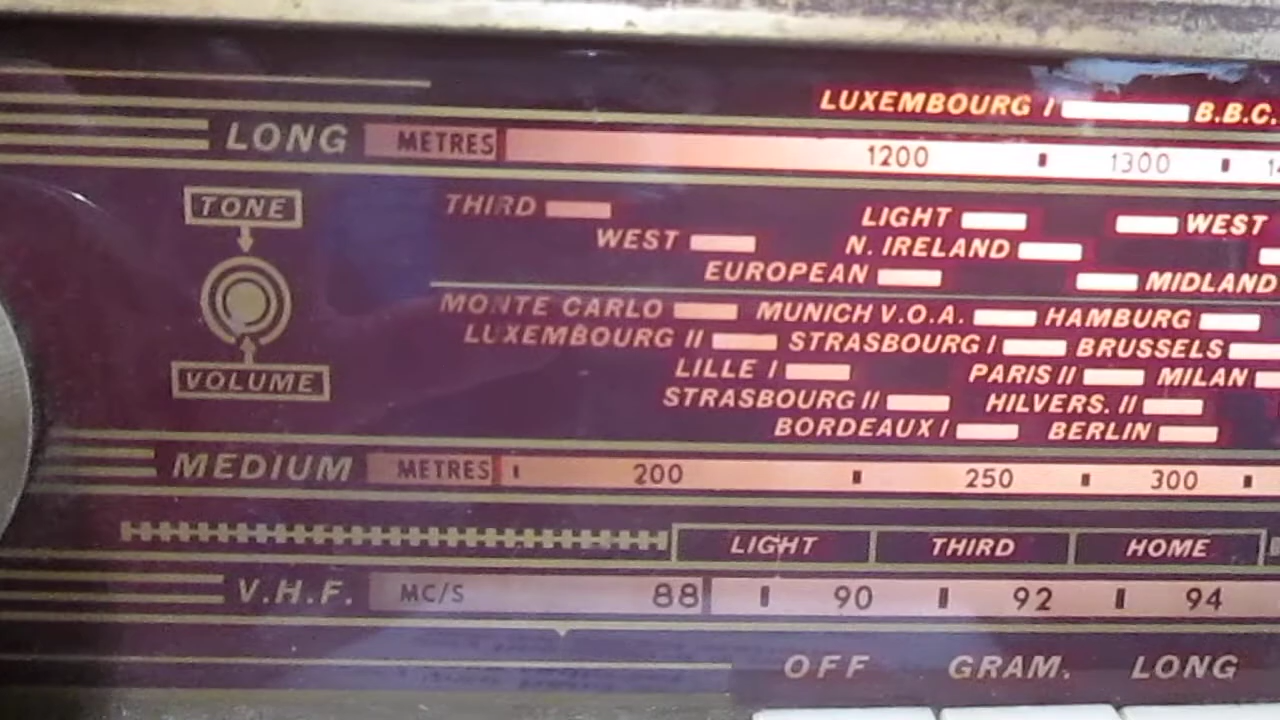 LUXEMBOURG I B.B.C.
LONG METRES 1200 1300
TONE
THIRD LIGHT WEST
WEST N. IRELAND
EUROPEAN MIDLAND
MONTE CARLO MUNICH V.O.A. HAMBURG
LUXEMBOURG II STRASBOURG I BRUSSELS
LILLE I PARIS II MILAN
VOLUME
STRASBOURG II HILVERS. II
BORDEAUX I BERLIN
MEDIUM METRES 200 250 300
LIGHT THIRD HOME
V.H.F. MC/S 88 90 92 94
OFF GRAM. LONG